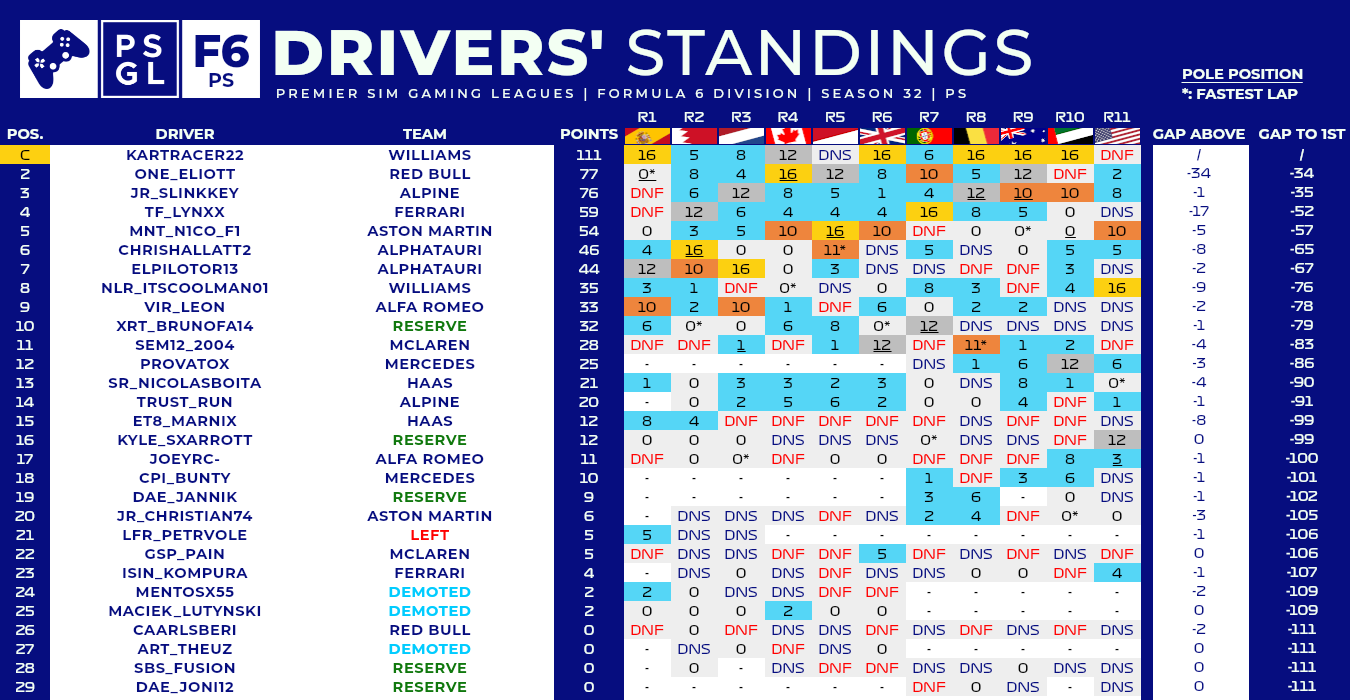 PS
GL
F6
PS
DRIVERS' STANDINGS
PREMIER SIM GAMING LEAGUES | FORMULA 6 DIVISION | SEASON 32 | PS
POLE POSITION
*: FASTEST LAP
R1 R2 R3 R4 R5 R6 R7 R8 R9 R10 R11
POS. DRIVER TEAM POINTS GAP ABOVE GAP TO 1ST
C KARTRACER22 WILLIAMS 111 16 5 8 12 DNS 16 6 16 16 16 DNF / /
2 ONE_ELIOTT RED BULL 77 0* 8 4 16 12 8 10 5 12 DNF 2 -34 -34
3 JR_SLINKKEY ALPINE 76 DNF 6 12 8 5 1 4 12 10 10 8 -1 -35
4 TF_LYNXX FERRARI 59 DNF 12 6 4 4 4 16 8 5 0 DNS -17 -52
5 MNT_N1CO_F1 ASTON MARTIN 54 0 3 5 10 16 10 DNF 0 0* 0 10 -5 -57
6 CHRISHALLATT2 ALPHATAURI 46 4 16 0 0 11* DNS 5 DNS 0 5 5 -8 -65
7 ELPILOTOR13 ALPHATAURI 44 12 10 16 0 3 DNS DNS DNF DNF 3 DNS -2 -67
8 NLR_ITSCOOLMAN01 WILLIAMS 35 3 1 DNF 0* DNS 0 8 3 DNF 4 16 -9 -76
9 VIR_LEON ALFA ROMEO 33 10 2 10 1 DNF 6 0 2 2 DNS DNS -2 -78
10 XRT_BRUNOFA14 RESERVE 32 6 0* 0 6 8 0* 12 DNS DNS DNS DNS -1 -79
11 SEM12_2004 MCLAREN 28 DNF DNF 1 DNF 1 12 DNF 11* 1 2 DNF -4 -83
12 PROVATOX MERCEDES 25 - - - - - - DNS 1 6 12 6 -3 -86
13 SR_NICOLASBOITA HAAS 21 1 0 3 3 2 3 0 DNS 8 1 0* -4 -90
14 TRUST_RUN ALPINE 20 - 0 2 5 6 2 0 0 4 DNF 1 -1 -91
15 ET8_MARNIX HAAS 12 8 4 DNF DNF DNF DNF DNF DNF DNS DNS DNS -8 -99
16 KYLE_SXARROTT RESERVE 12 0 0 0 DNS DNS DNS 0* DNS DNS DNF 12 0 -99
17 JOEYRC- ALFA ROMEO 11 DNF 0 0* DNF 0 0 DNF DNF DNF 8 3 -1 -100
18 CPI_BUNTY MERCEDES 10 - - - - - - 1 DNF 3 6 DNS -1 -101
19 DAE_JANNIK RESERVE 9 - - - - - - 3 6 - 0 DNS -1 -102
20 JR_CHRISTIAN74 ASTON MARTIN 6 - DNS DNS DNS DNF DNS 2 4 DNF 0* 0 -3 -105
21 LFR_PETRVOLE LEFT 5 5 DNS DNS - - - - - - - - -1 -106
22 GSP_PAIN MCLAREN 5 DNF DNS DNS DNF DNF 5 DNF DNS DNF DNS DNF 0 -106
23 ISIN_KOMPURA FERRARI 4 - DNS 0 DNS DNF DNS DNS 0 0 DNF 4 -1 -107
24 MENTOSX55 DEMOTED 2 2 0 DNS DNS DNF DNF - - - - - -2 -109
25 MACIEK_LUTYNSKI DEMOTED 2 0 0 0 2 0 0 - - - - - 0 -109
26 CAARLSBERI RED BULL 0 DNF 0 DNF DNS DNS DNF DNS DNF DNS DNF DNS -2 -111
27 ART_THEUZ DEMOTED 0 - DNS 0 DNF DNS 0 - - - - - 0 -111
28 SBS_FUSION RESERVE 0 - 0 - DNS DNF DNF DNS DNS 0 DNS DNS 0 -111
29 DAE_JONI12 RESERVE 0 - - - - - - DNF 0 DNS - DNS 0 -111